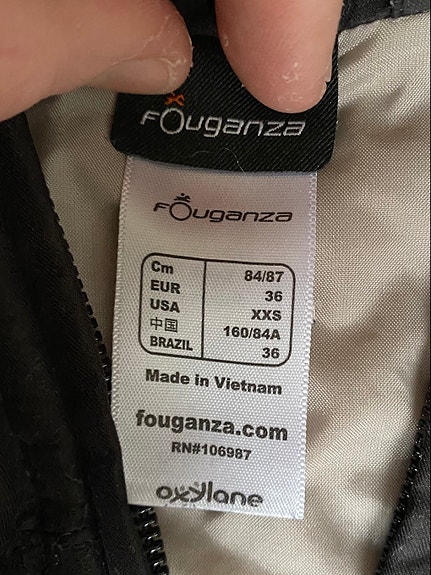 Fouganza
Fouganza
Cm 84/87
EUR 36
USA XXS
中国 160/84A
BRAZIL 36
Made in Vietnam
fouganza.com
RN#106987
oxylane